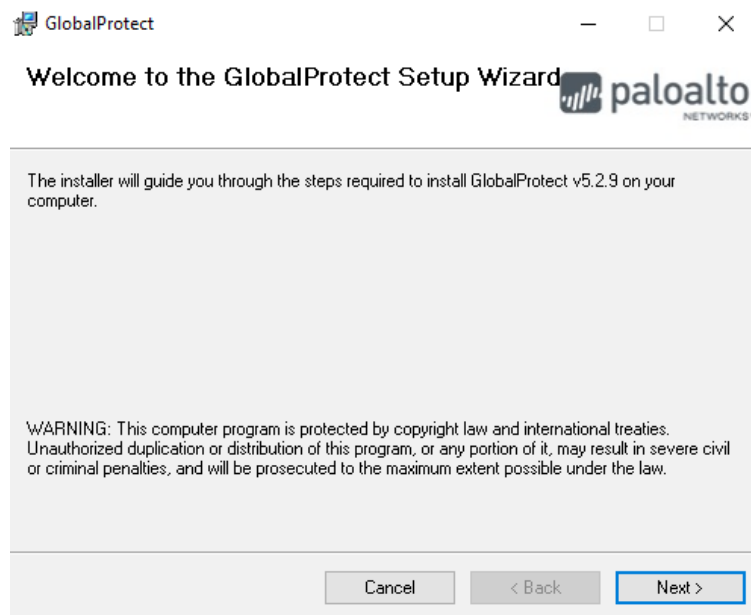 GlobalProtect
Welcome to the GlobalProtect Setup Wizard
paloalto
NETWORKS
The installer will guide you through the steps required to install GlobalProtect v5.2.9 on your
computer.
WARNING: This computer program is protected by copyright law and international treaties.
Unauthorized duplication or distribution of this program, or any portion of it, may result in severe civil
or criminal penalties, and will be prosecuted to the maximum extent possible under the law.
Cancel < Back Next >